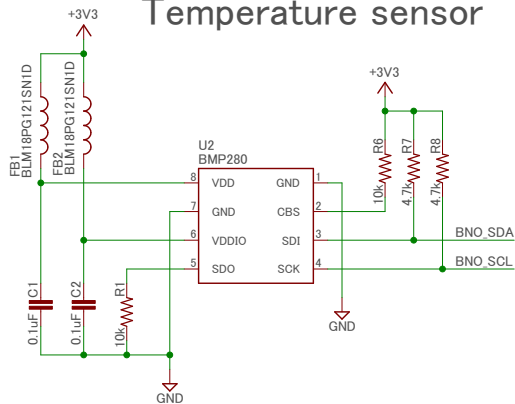 Temperature sensor
+3V3
FB1
BLM18PG121SN1D
FB2
BLM18PG121SN1D
+3V3
U2
BMP280
R6
10k
R7
4.7k
R8
4.7k
8 VDD GND 1
7 GND CBS 2
6 VDDIO SDI 3
5 SDO SCK 4
BNO_SDA
BNO_SCL
C1
0.1uF
C2
0.1uF
R1
10k
GND
GND